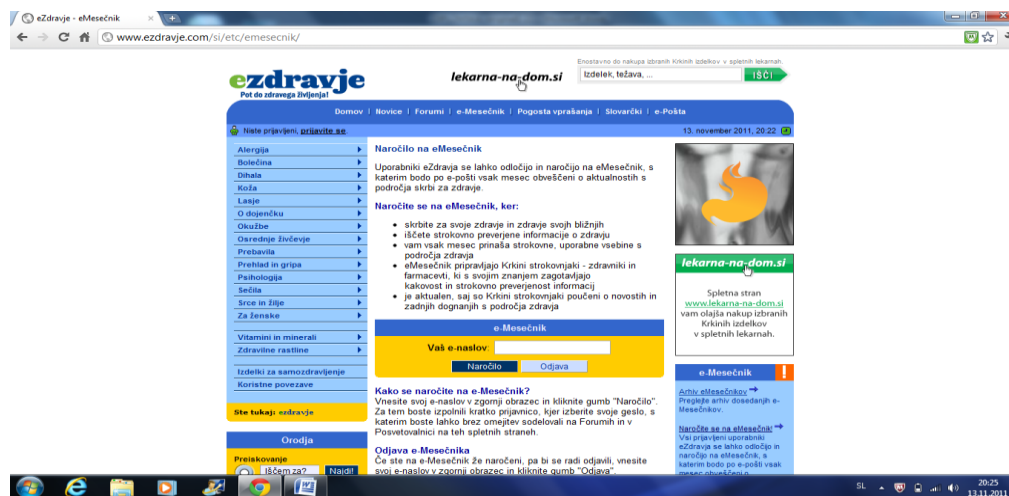 eZdravje - eMesečnik
www.ezdravje.com/si/etc/emesecnik/
ezdravje
Pot do zdravega življenja!
lekarna-na-dom.si
Enostavno do nakupa izbranih Krkinih izdelkov v spletnih lekarnah.
Izdelek, težava, ...
IŠČI
Domov | Novice | Forumi | e-Mesečnik | Pogosta vprašanja | Slovarčki | e-Pošta
Niste prijavljeni, prijavite se.
13. november 2011, 20:22
Alergija
Bolečina
Dihala
Koža
Lasje
O dojenčku
Okužbe
Osrednje živčevje
Prebavila
Prehlad in gripa
Psihologija
Sečila
Srce in žilje
Za ženske
Vitamini in minerali
Zdravilne rastline
Izdelki za samozdravljenje
Koristne povezave
Ste tukaj: ezdravje
Orodja
Preiskovanje
Iščem za?
Najdi!
Naročilo na eMesečnik
Uporabniki eZdravja se lahko odločijo in naročijo na eMesečnik, s
katerim bodo po e-pošti vsak mesec obveščeni o aktualnostih s
področja skrbi za zdravje.
Naročite se na eMesečnik, ker:
• skrbite za svoje zdravje in zdravje svojih bližnjih
• iščete strokovno preverjene informacije o zdravju
• vam vsak mesec prinaša strokovne, uporabne vsebine s
področja zdravja
• eMesečnik pripravljajo Krkini strokovnjaki - zdravniki in
farmacevti, ki s svojim znanjem zagotavljajo
kakovost in strokovno preverjenost informacij
• je aktualen, saj so Krkini strokovnjaki poučeni o novostih in
zadnjih dognanjih s področja zdravja
e-Mesečnik
Vaš e-naslov:
Naročilo
Odjava
Kako se naročite na e-Mesečnik?
Vnesite svoj e-naslov v zgornji obrazec in kliknite gumb "Naročilo".
Za tem boste izpolnili kratko prijavnico, kjer izberite svoje geslo, s
katerim boste lahko brez omejitev sodelovali na Forumih in v
Posvetovalnici na teh spletnih straneh.
Odjava eMesečnika
Če ste na eMesečnik že naročeni, pa bi se radi odjavili, vnesite
svoj e-naslov v zgornji obrazec in kliknite gumb "Odjava".
lekarna-na-dom.si
Spletna stran
www.lekarna-na-dom.si
vam olajša nakup izbranih
Krkinih izdelkov
v spletnih lekarnah.
e-Mesečnik
!
Arhiv eMesečnikov
Preglejte arhiv dosedanjih e-
Mesečnikov.
Naročite se na eMesečnik!
Vsi prijavljeni uporabniki
eZdravja se lahko odločijo in
naročijo na eMesečnik, s
katerim bodo po e-pošti vsak
mesec obveščeni o
SL
20:25
13.11.2011